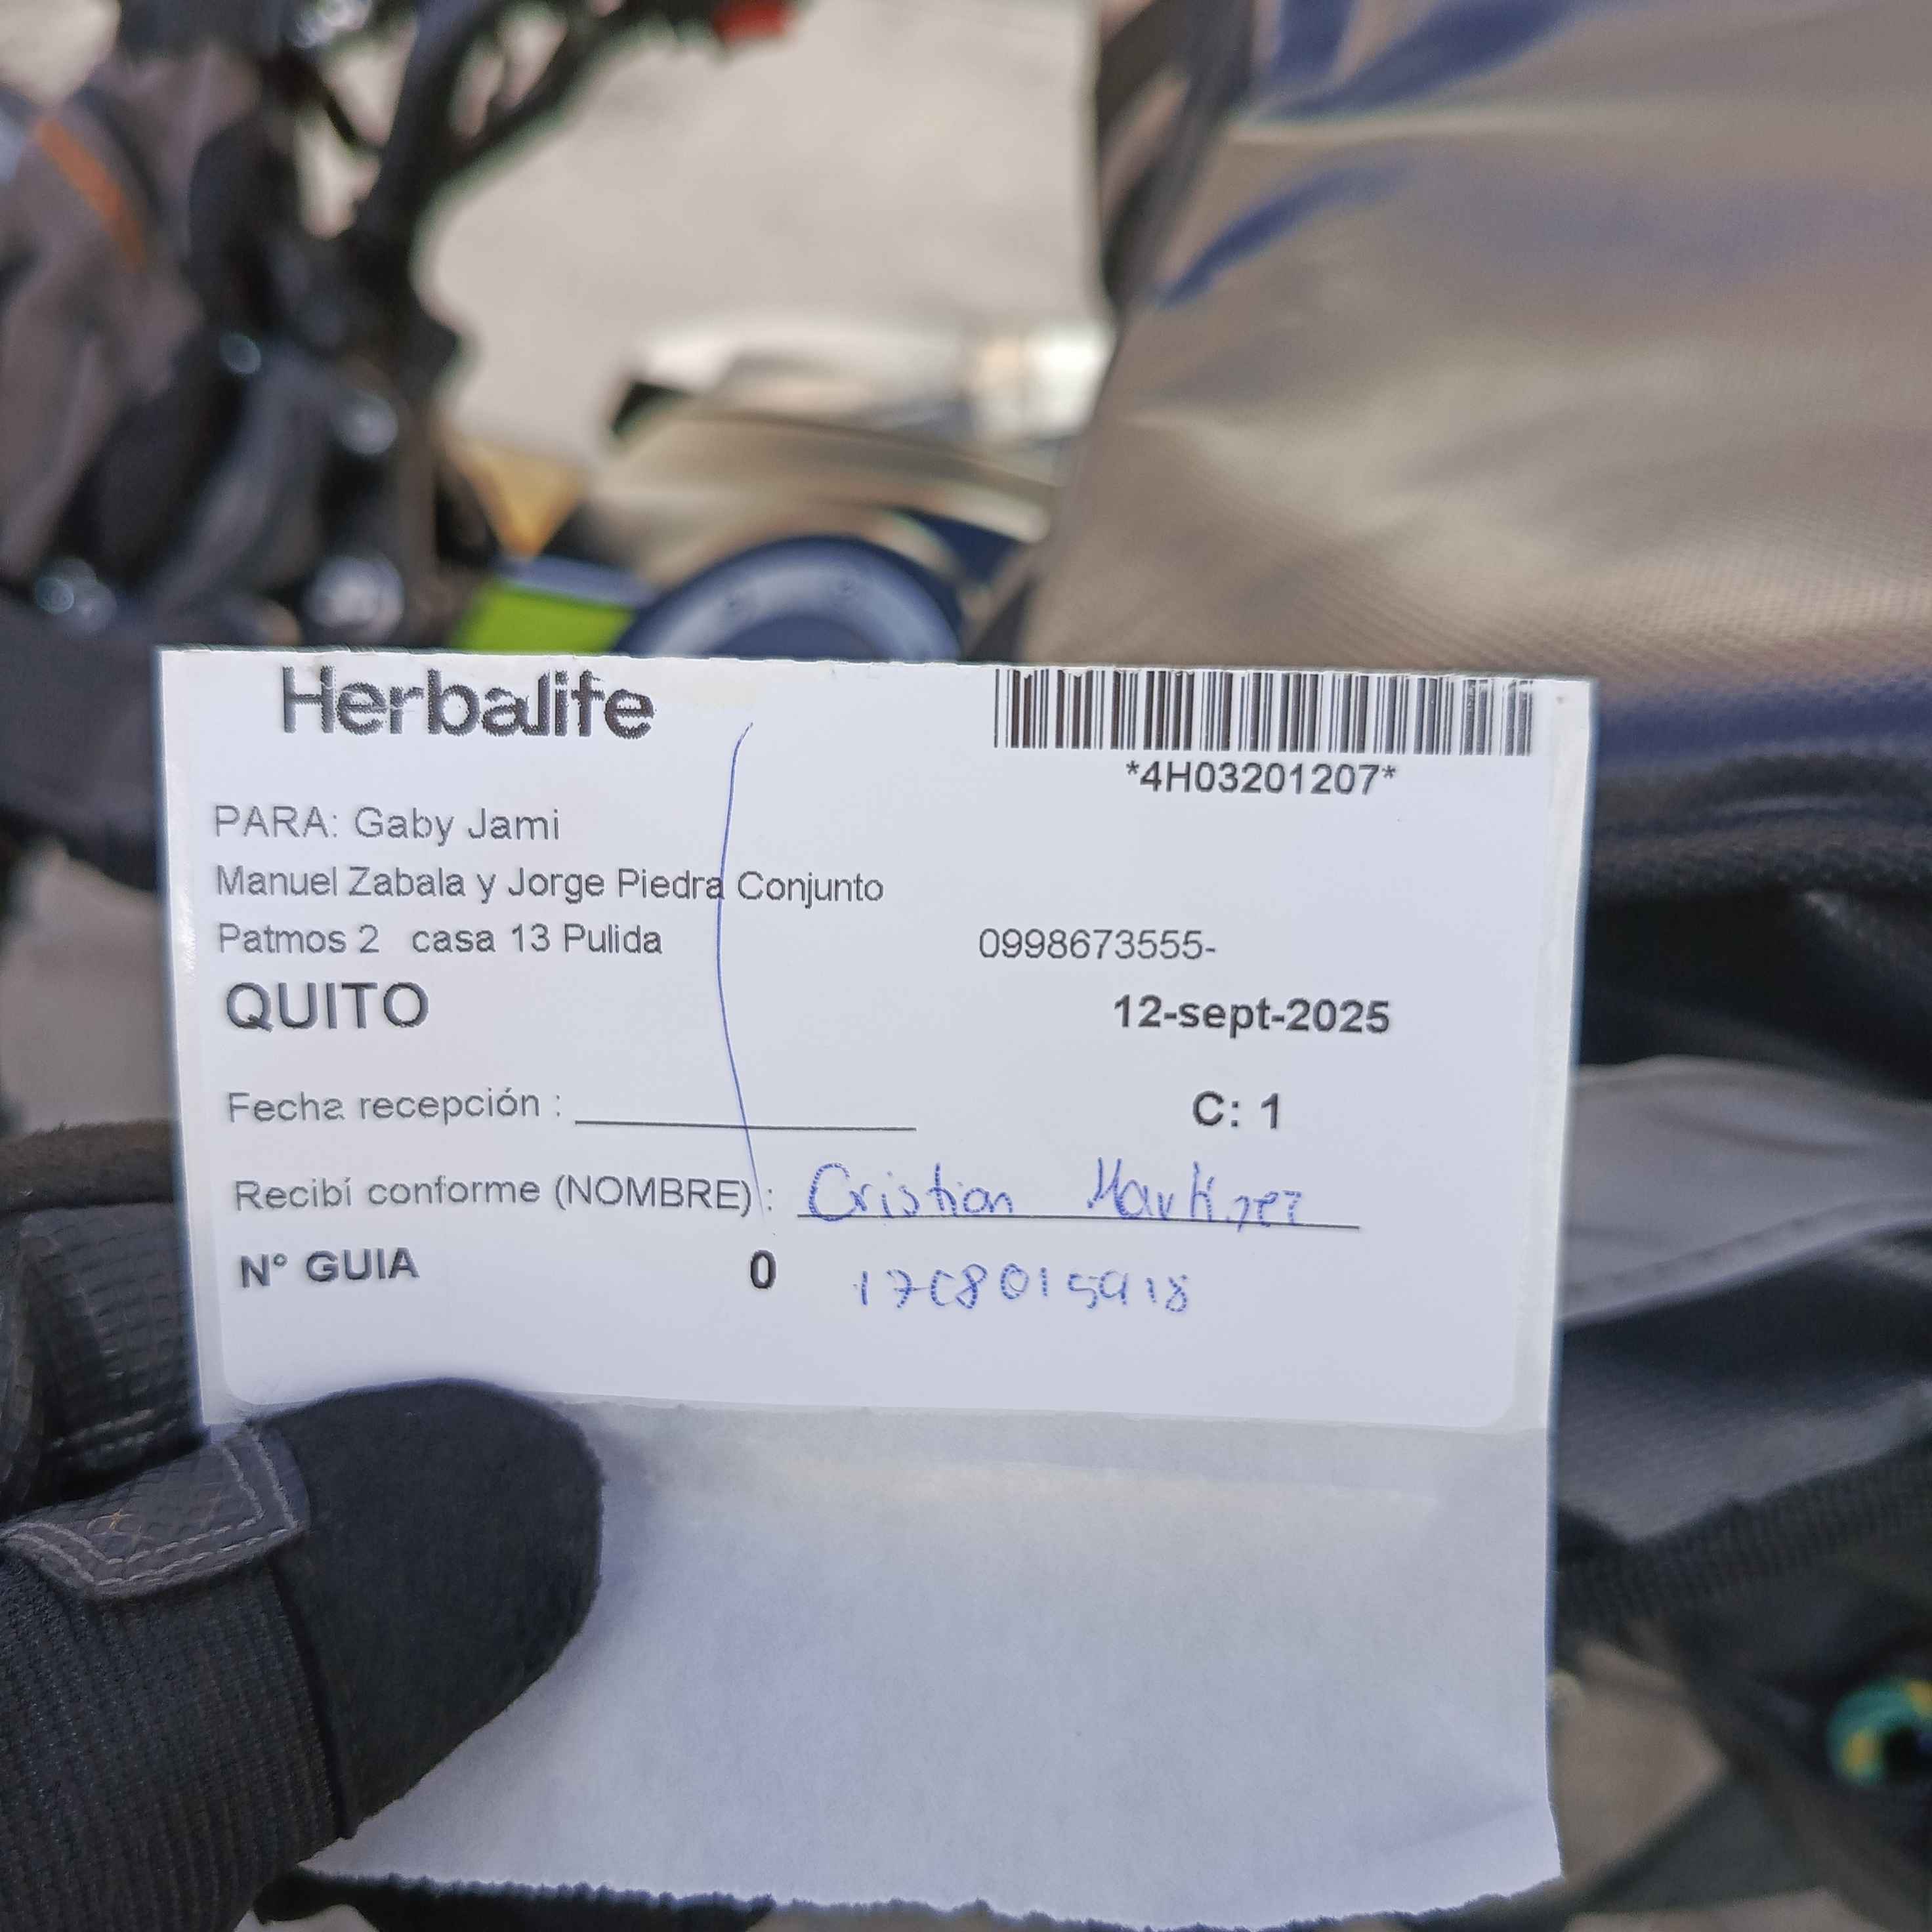 Herbalife
*4H03201207*
PARA: Gaby Jami
Manuel Zabala y Jorge Piedra Conjunto
Patmos 2 casa 13 Pulida
0998673555-
QUITO
12-sept-2025
Fecha recepción :
C: 1
Recibí conforme (NOMBRE) : Cristian Martinez
N° GUIA 0 1708015918